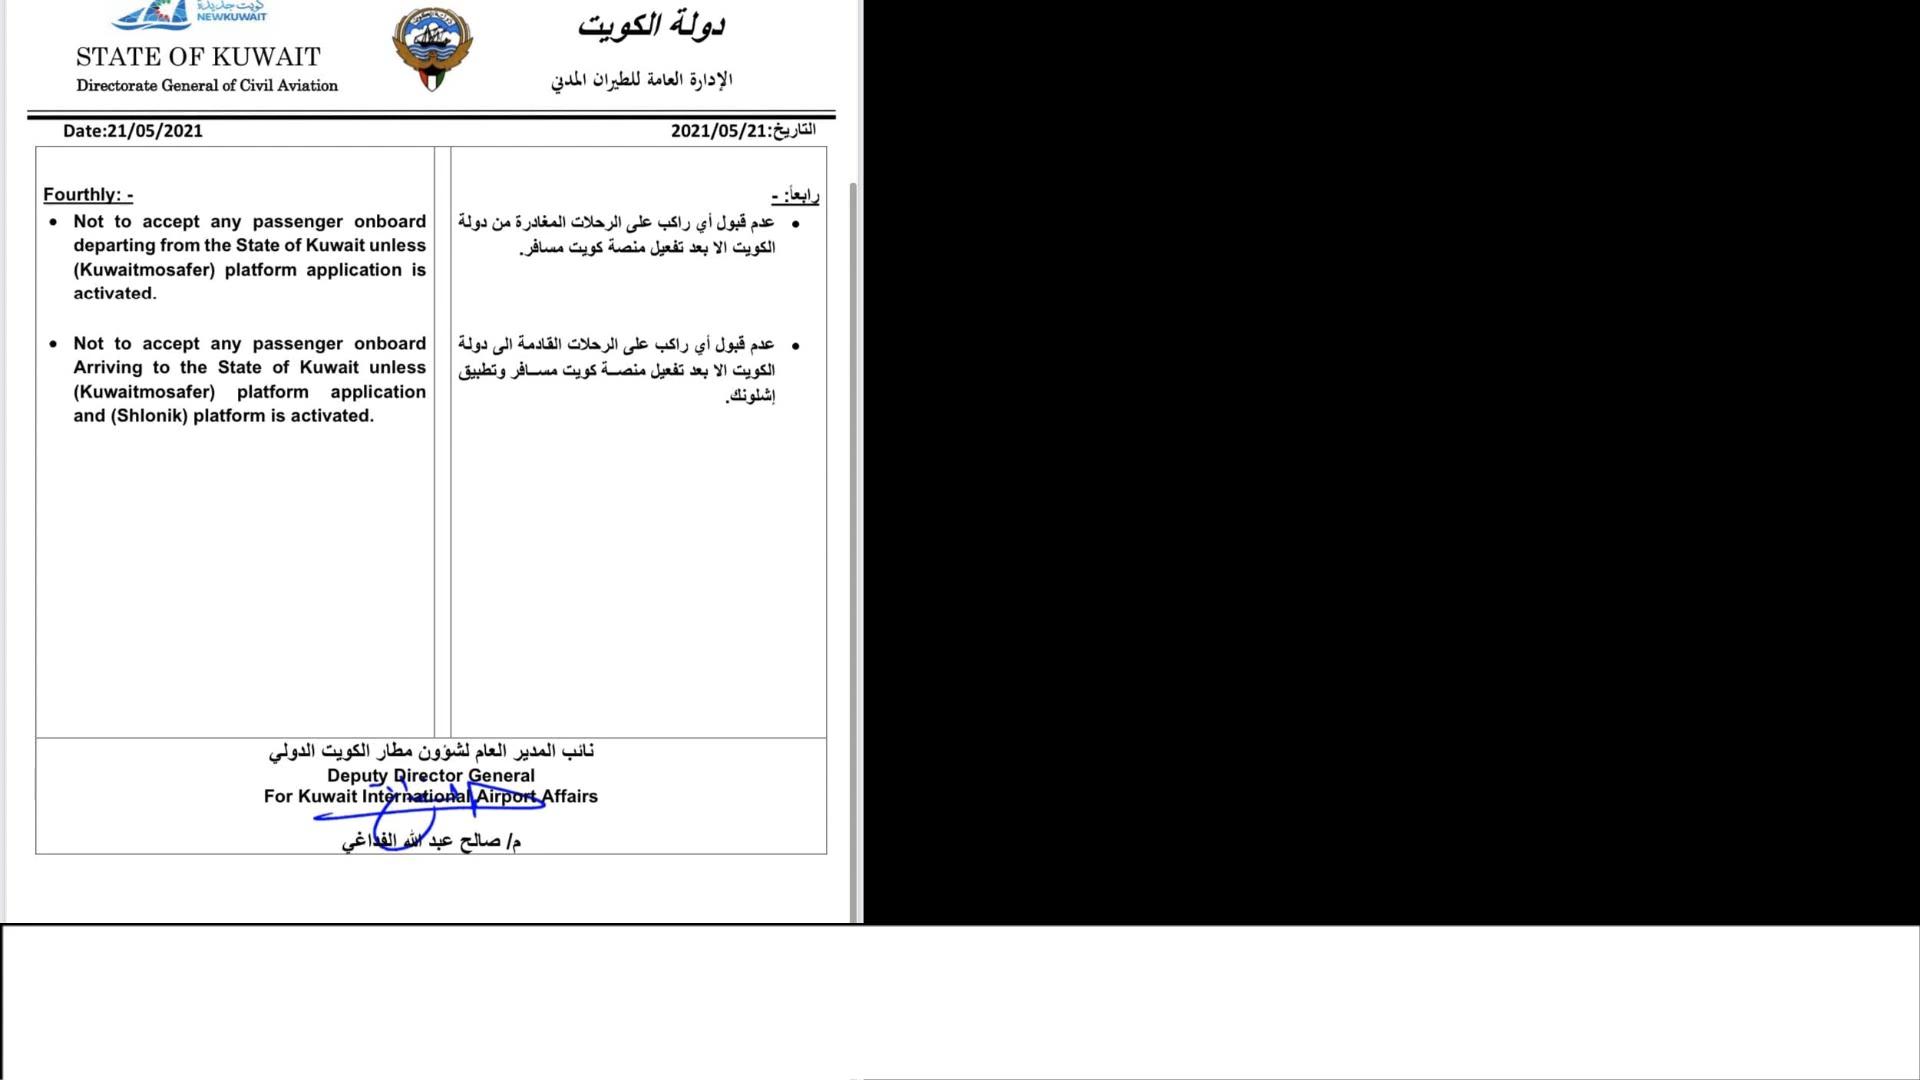 كويت جديدة
NEWKUWAIT
STATE OF KUWAIT
Directorate General of Civil Aviation
دولة الكويت
الإدارة العامة للطيران المدني
Date:21/05/2021
التاريخ:2021/05/21
Fourthly: -
• Not to accept any passenger onboard
departing from the State of Kuwait unless
(Kuwaitmosafer) platform application is
activated.
• Not to accept any passenger onboard
Arriving to the State of Kuwait unless
(Kuwaitmosafer) platform application
and (Shlonik) platform is activated.
رابعاً: -
• عدم قبول أي راكب على الرحلات المغادرة من دولة
الكويت الا بعد تفعيل منصة كويت مسافر.
• عدم قبول أي راكب على الرحلات القادمة الى دولة
الكويت الا بعد تفعيل منصة كويت مسافر وتطبيق
إشلونك.
نائب المدير العام لشؤون مطار الكويت الدولي
Deputy Director General
For Kuwait International Airport Affairs
م/ صالح عبد الله الفداغي